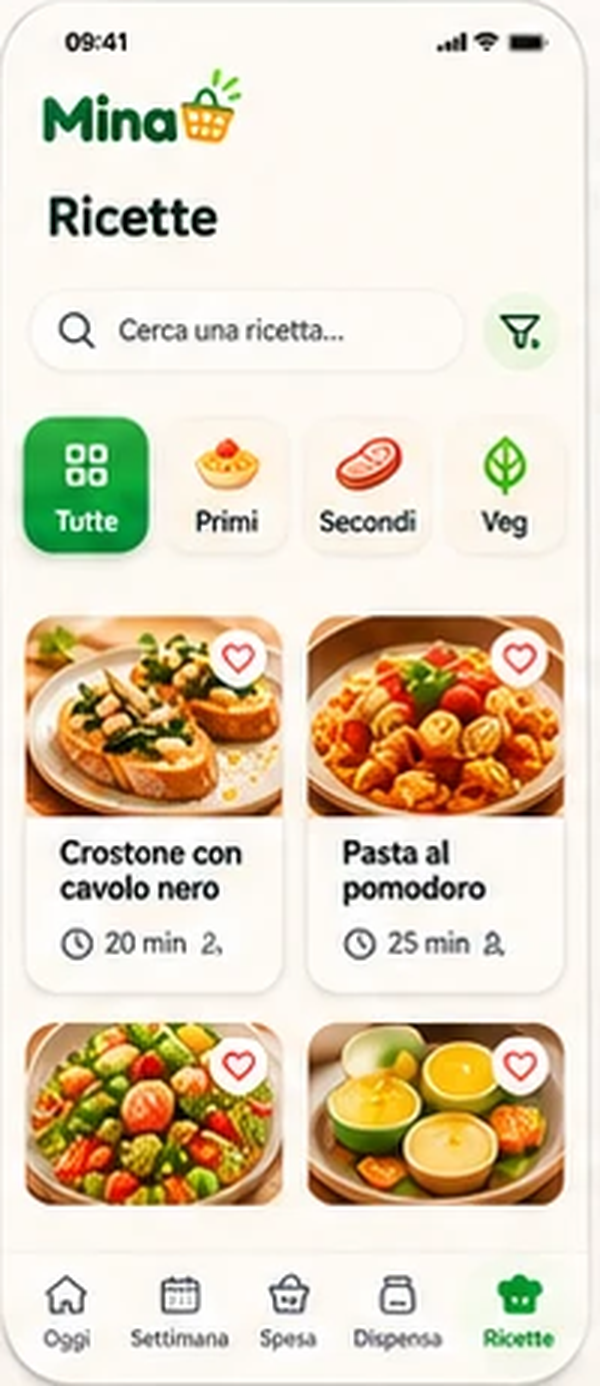 09:41
Mina
Ricette
Cerca una ricetta...
Tutte
Primi
Secondi
Veg
Crostone con
cavolo nero
Pasta al
pomodoro
20 min
25 min
Oggi
Settimana
Spesa
Dispensa
Ricette